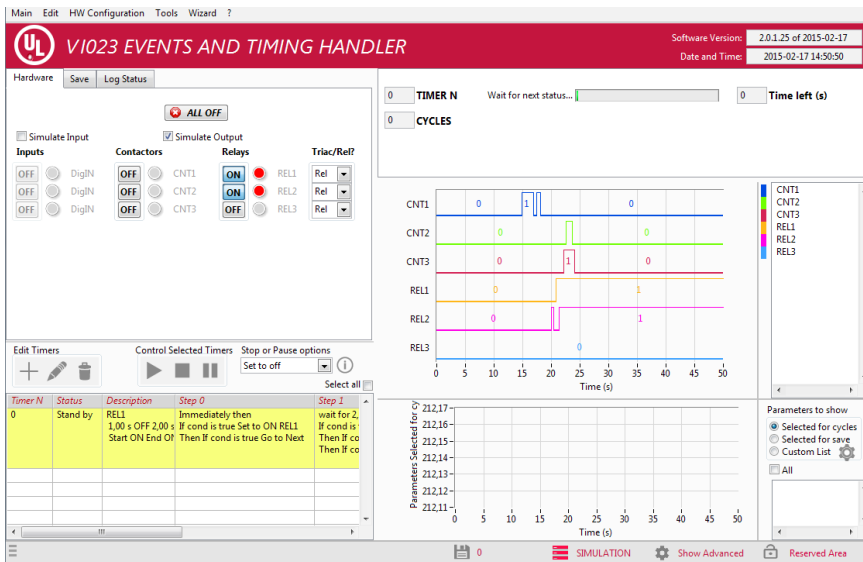 Main Edit HW Configuration Tools Wizard ?
UL
VI023 EVENTS AND TIMING HANDLER
Software Version: 2.0.1.25 of 2015-02-17
Date and Time: 2015-02-17 14:50:50
Hardware Save Log Status
ALL OFF
Simulate Input Simulate Output
Inputs Contactors Relays Triac/Rel?
OFF DigIN OFF CNT1 ON REL1 Rel
OFF DigIN OFF CNT2 ON REL2 Rel
OFF DigIN OFF CNT3 OFF REL3 Rel
0 TIMER N Wait for next status... 0 Time left (s)
0 CYCLES
CNT1 0 1 0
CNT2 0 0
CNT3 0 1 0
REL1 0 1
REL2 0 1
REL3 0
0 5 10 15 20 25 30 35 40 45 50
Time (s)
CNT1
CNT2
CNT3
REL1
REL2
REL3
Edit Timers Control Selected Timers Stop or Pause options
Set to off
Select all
Timer N Status Description Step 0 Step 1
0 Stand by REL1 Immediately then wait for 2,
1,00 s OFF 2,00 s If cond is true Set to ON REL1 If cond is
Start ON End Of Then If cond is true Go to Next Then If co
Then If co
Parameters Selected for cy
212,17
212,16
212,15
212,14
212,13
212,12
212,11
0 5 10 15 20 25 30 35 40 45 50
Time (s)
Parameters to show
Selected for cycles
Selected for save
Custom List
All
0 SIMULATION Show Advanced Reserved Area